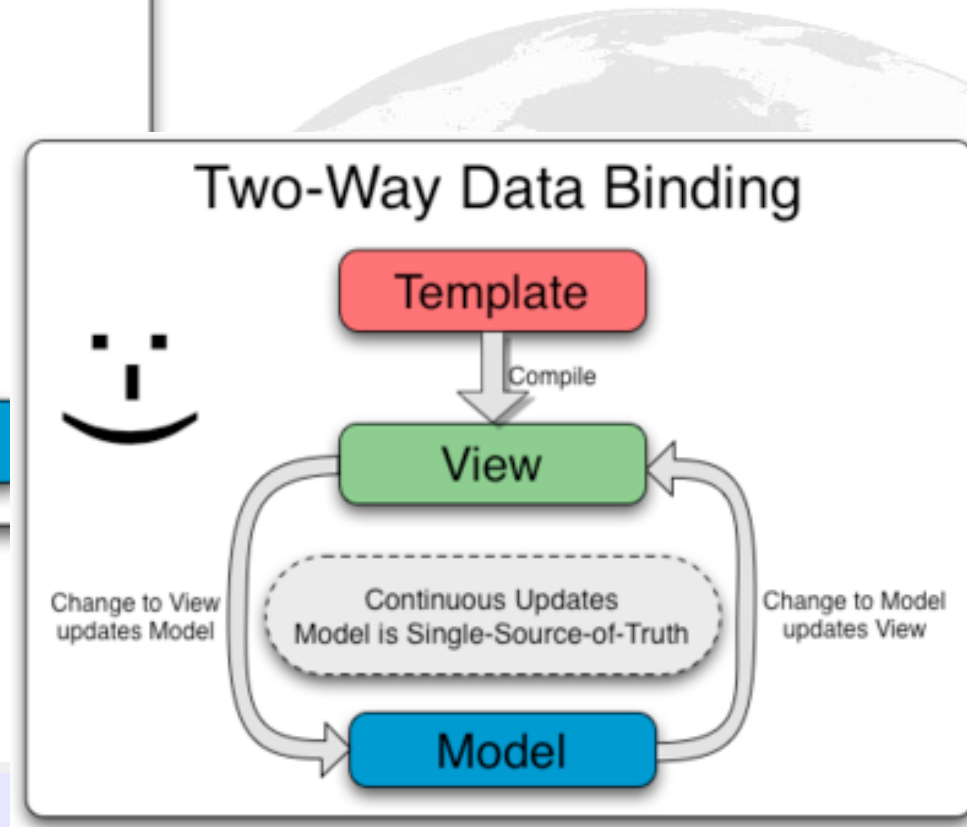 Two-Way Data Binding
Template
Compile
View
Change to View
updates Model
Continuous Updates
Model is Single-Source-of-Truth
Change to Model
updates View
Model